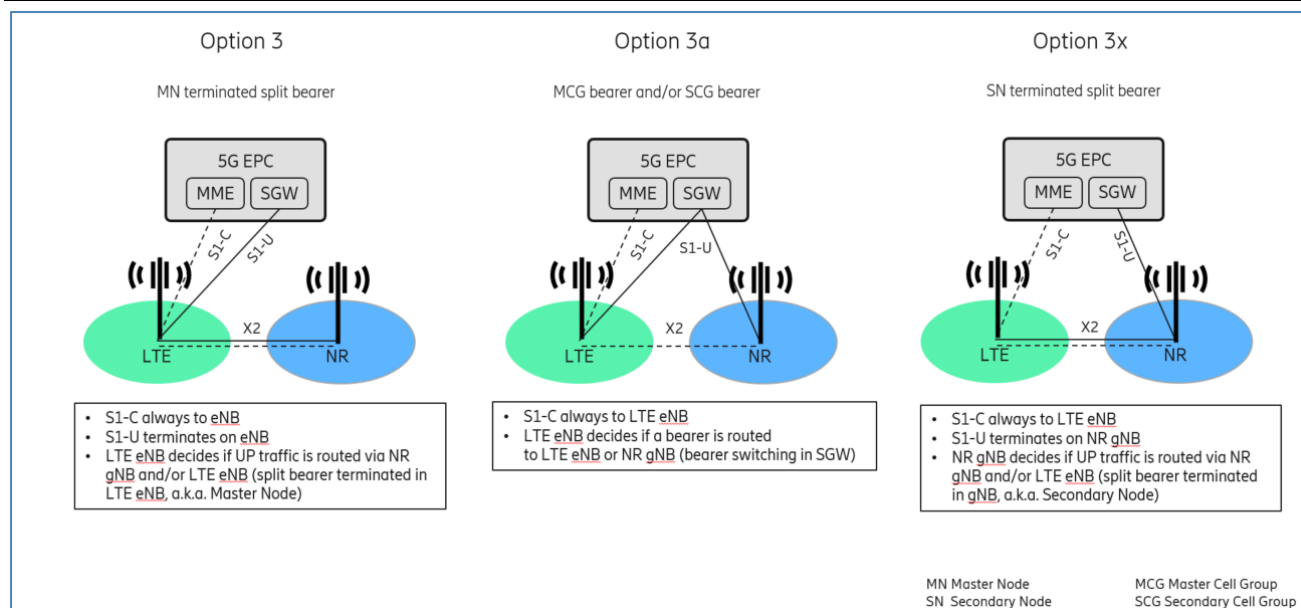 Option 3
MN terminated split bearer
5G EPC
MME
SGW
S1-C
S1-U
X2
LTE
NR
• S1-C always to eNB
• S1-U terminates on eNB
• LTE eNB decides if UP traffic is routed via NR
gNB and/or LTE eNB (split bearer terminated in
LTE eNB, a.k.a. Master Node)
Option 3a
MCG bearer and/or SCG bearer
5G EPC
MME
SGW
S1-C
S1-U
X2
LTE
NR
• S1-C always to LTE eNB
• LTE eNB decides if a bearer is routed
to LTE eNB or NR gNB (bearer switching in SGW)
Option 3x
SN terminated split bearer
5G EPC
MME
SGW
S1-C
S1-U
X2
LTE
NR
• S1-C always to LTE eNB
• S1-U terminates on NR gNB
• NR gNB decides if UP traffic is routed via NR
gNB and/or LTE eNB (split bearer terminated
in gNB, a.k.a. Secondary Node)
MN Master Node
SN Secondary Node
MCG Master Cell Group
SCG Secondary Cell Group